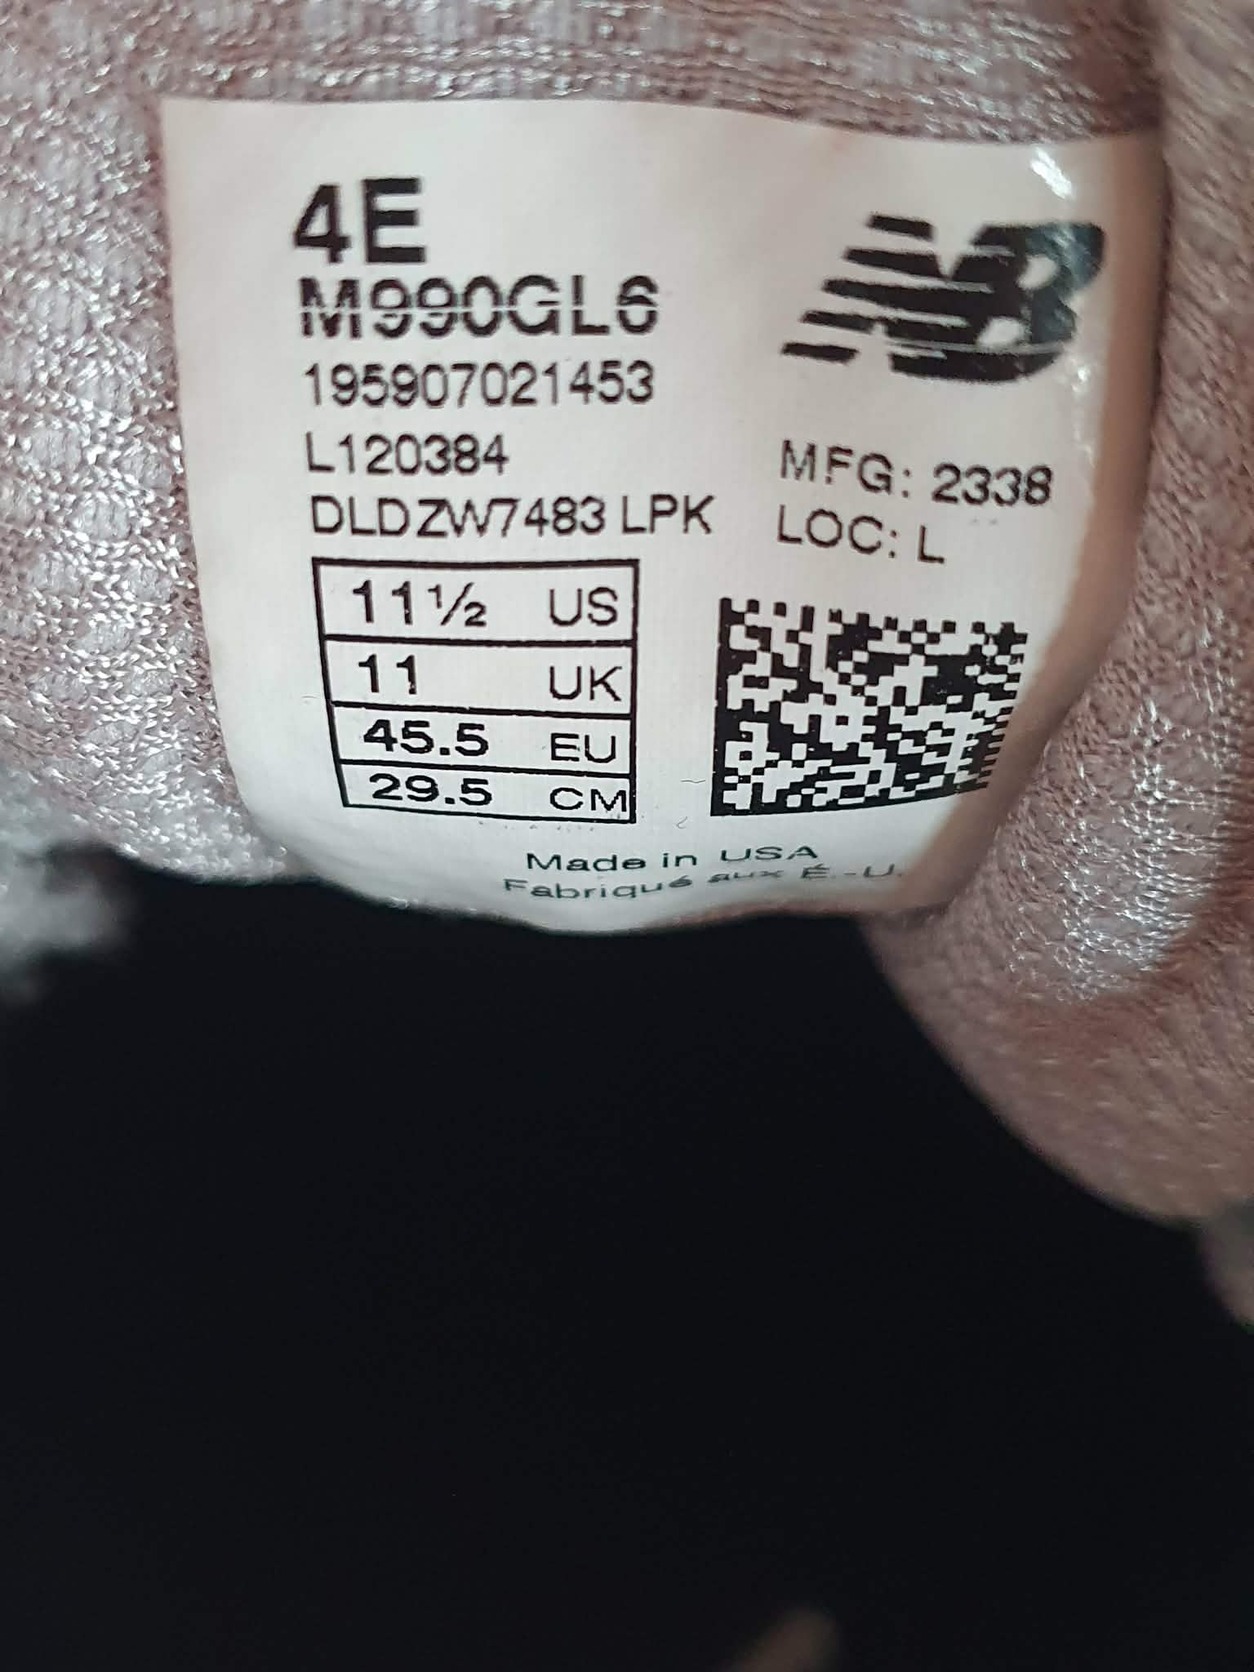 4E
M990GL6
195907021453
L120384
DLDZW7483 LPK
NB
MFG: 2338
LOC: L
11½ US
11 UK
45.5 EU
29.5 CM
Made in USA
Fabriqué aux É.-U.